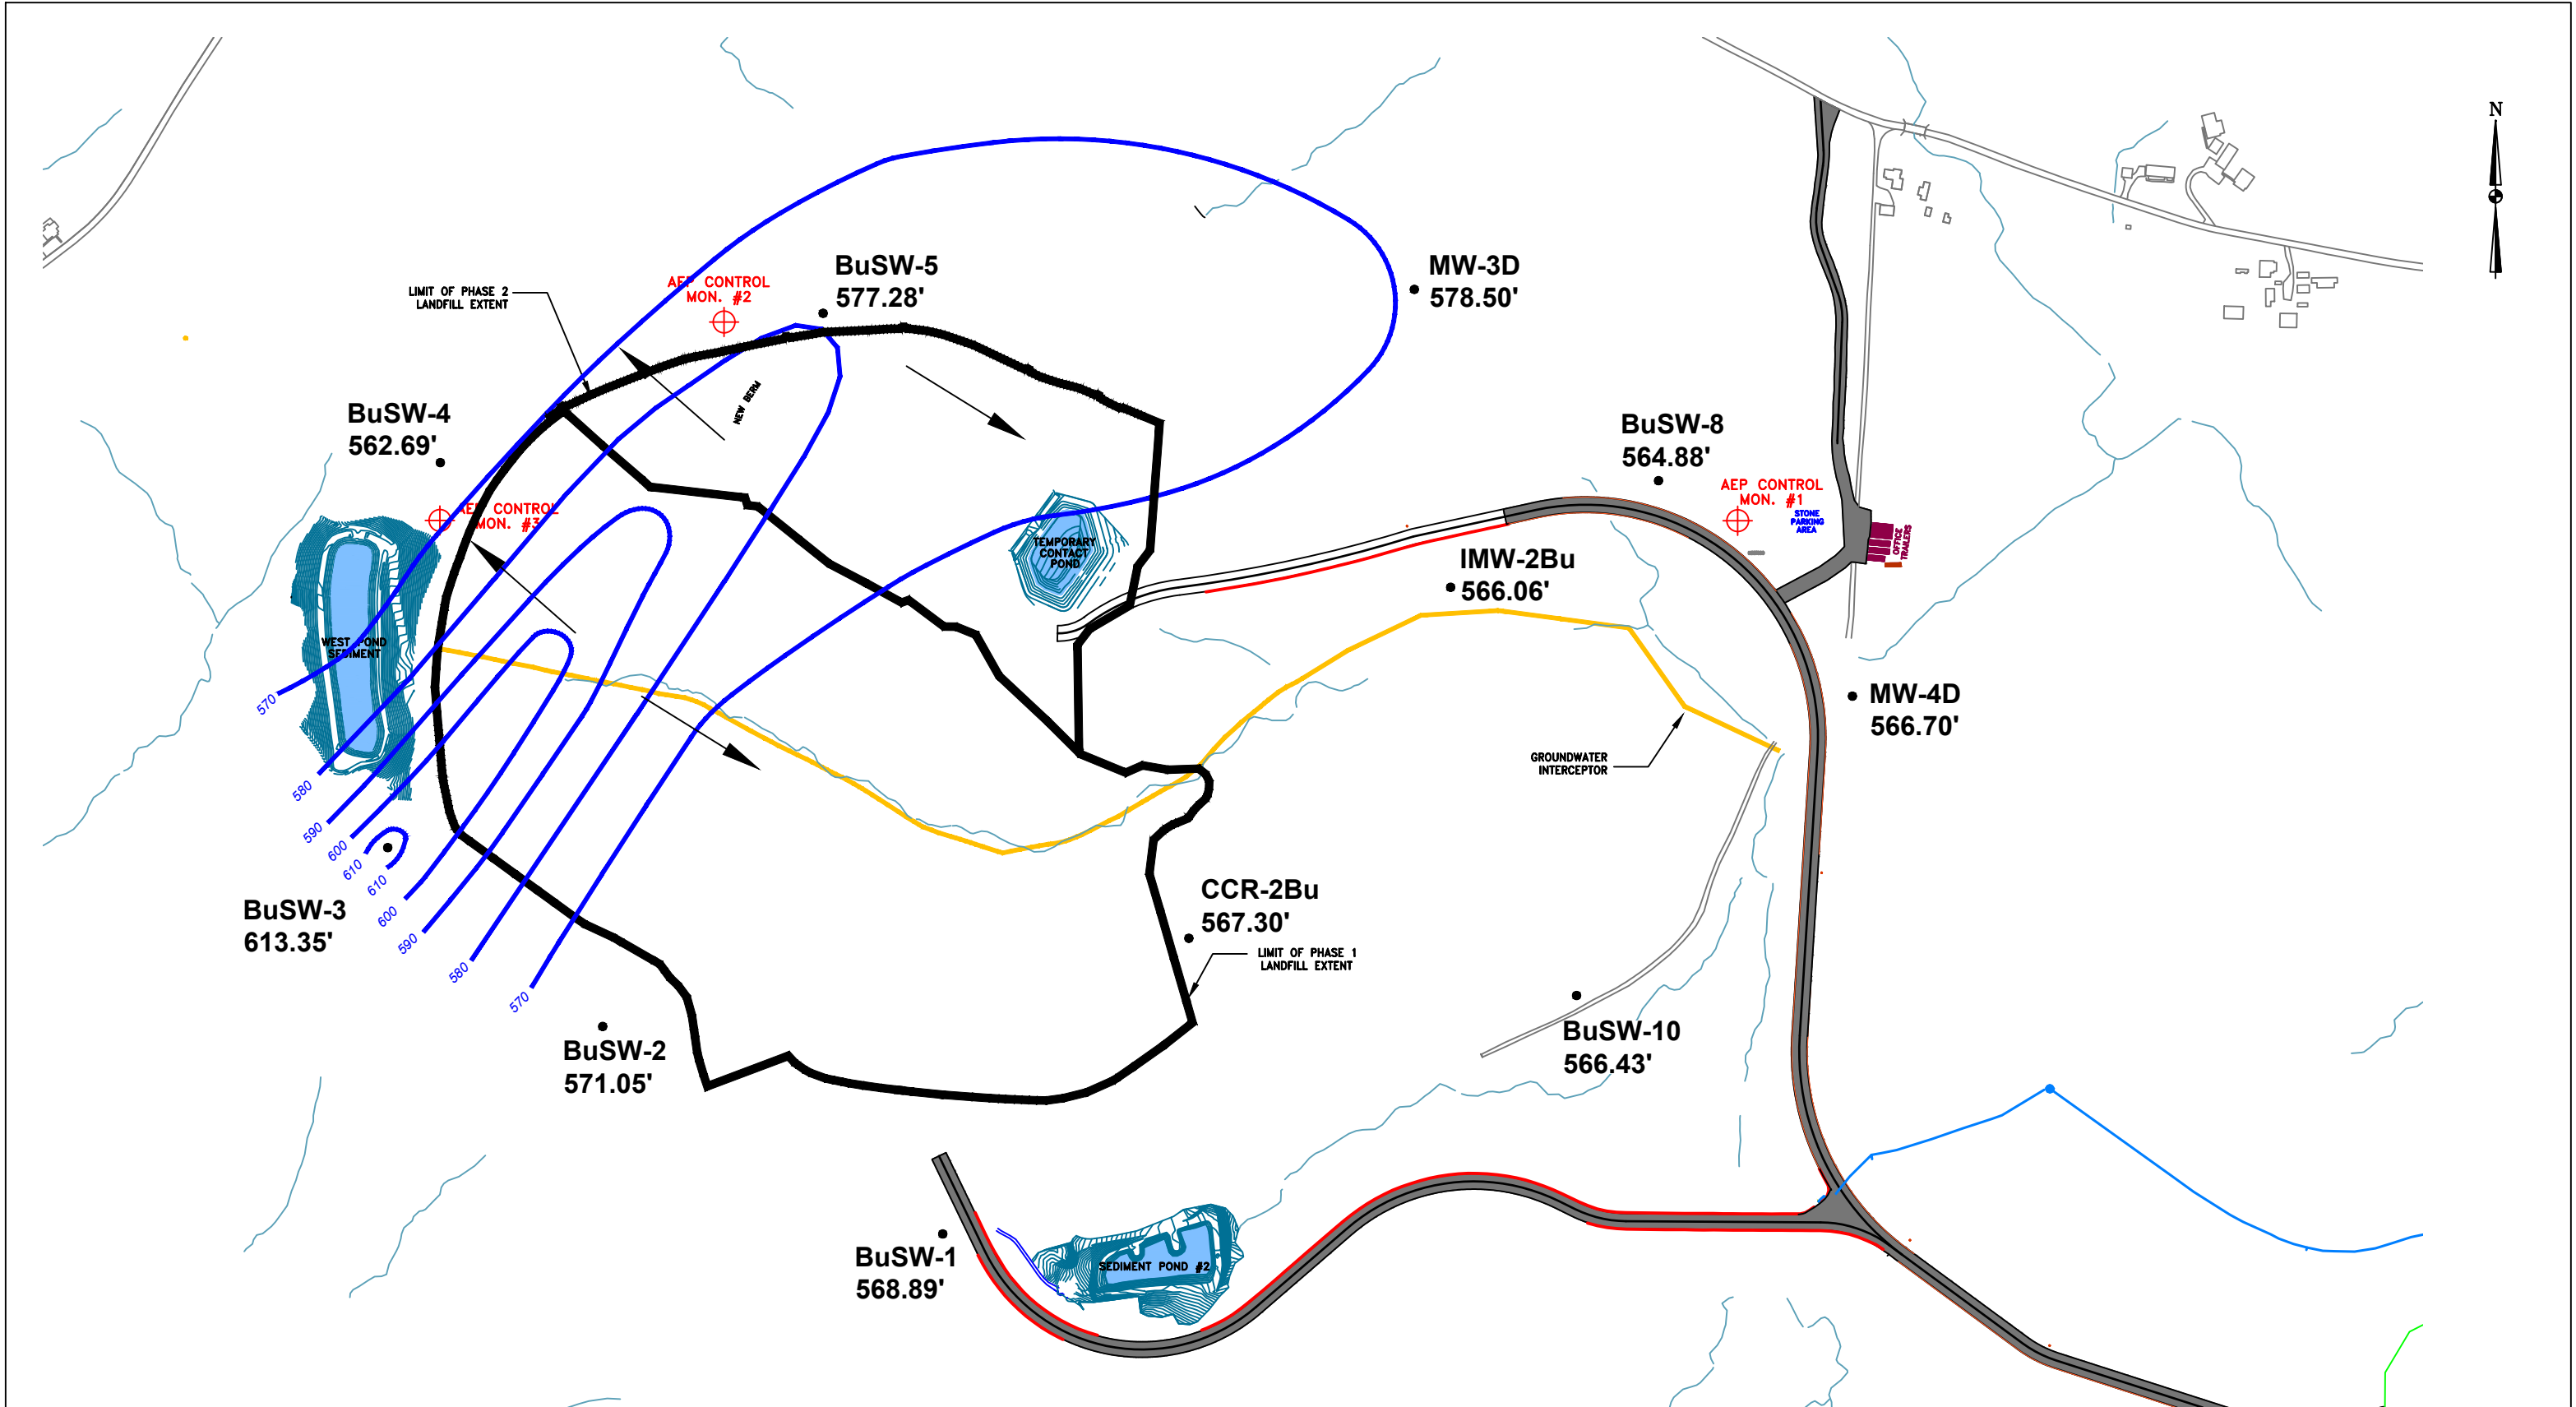 N
BuSW-5
577.28'
MW-3D
578.50'
AEP CONTROL
MON. #2
LIMIT OF PHASE 2
LANDFILL EXTENT
NEW BERM
BuSW-4
562.69'
BuSW-8
564.88'
AEP CONTROL
MON. #1
STONE
PARKING
AREA
OFFICE
TRAILERS
AEP CONTROL
MON. #3
TEMPORARY
CONTACT
POND
IMW-2Bu
566.06'
WEST POND
SEDIMENT
570
MW-4D
566.70'
GROUNDWATER
INTERCEPTOR
580
590
600
610
610
600
590
580
570
BuSW-3
613.35'
CCR-2Bu
567.30'
LIMIT OF PHASE 1
LANDFILL EXTENT
BuSW-2
571.05'
BuSW-10
566.43'
BuSW-1
568.89'
SEDIMENT POND #2